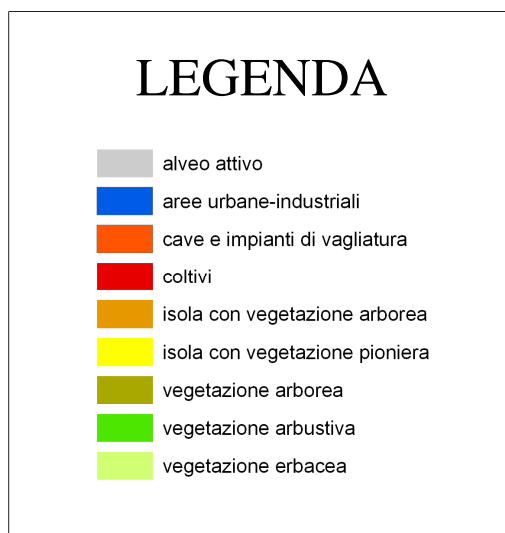 LEGENDA
alveo attivo
aree urbane-industriali
cave e impianti di vagliatura
coltivi
isola con vegetazione arborea
isola con vegetazione pioniera
vegetazione arborea
vegetazione arbustiva
vegetazione erbacea